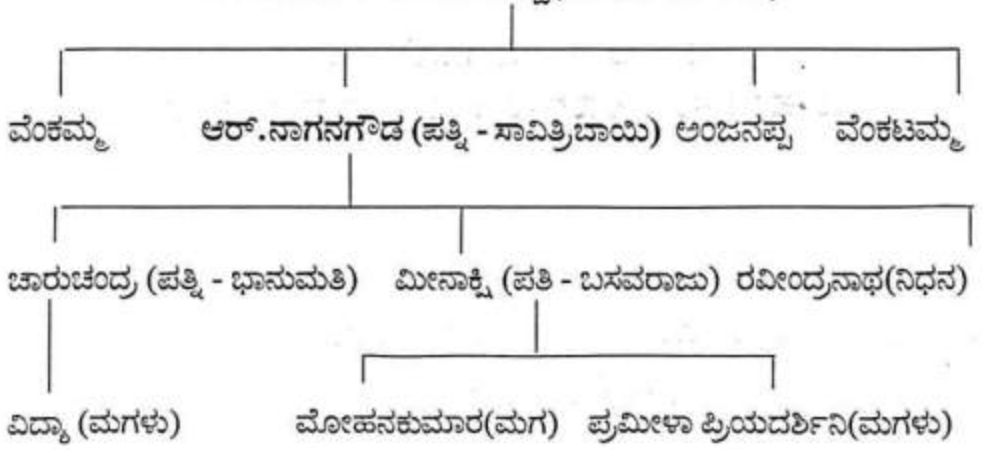 ವೆಂಕಮ್ಮ ಆರ್.ನಾಗನಗೌಡ (ಪತ್ನಿ - ಸಾವಿತ್ರಿಬಾಯಿ) ಅಂಜನಪ್ಪ ವೆಂಕಟಮ್ಮ
ಚಾರುಚಂದ್ರ (ಪತ್ನಿ - ಭಾನುಮತಿ) ಮೀನಾಕ್ಷಿ (ಪತಿ - ಬಸವರಾಜು) ರವೀಂದ್ರನಾಥ(ನಿಧನ)
ವಿದ್ಯಾ (ಮಗಳು) ಮೋಹನಕುಮಾರ(ಮಗ) ಪ್ರಮೀಳಾ ಪ್ರಿಯದರ್ಶಿನಿ(ಮಗಳು)